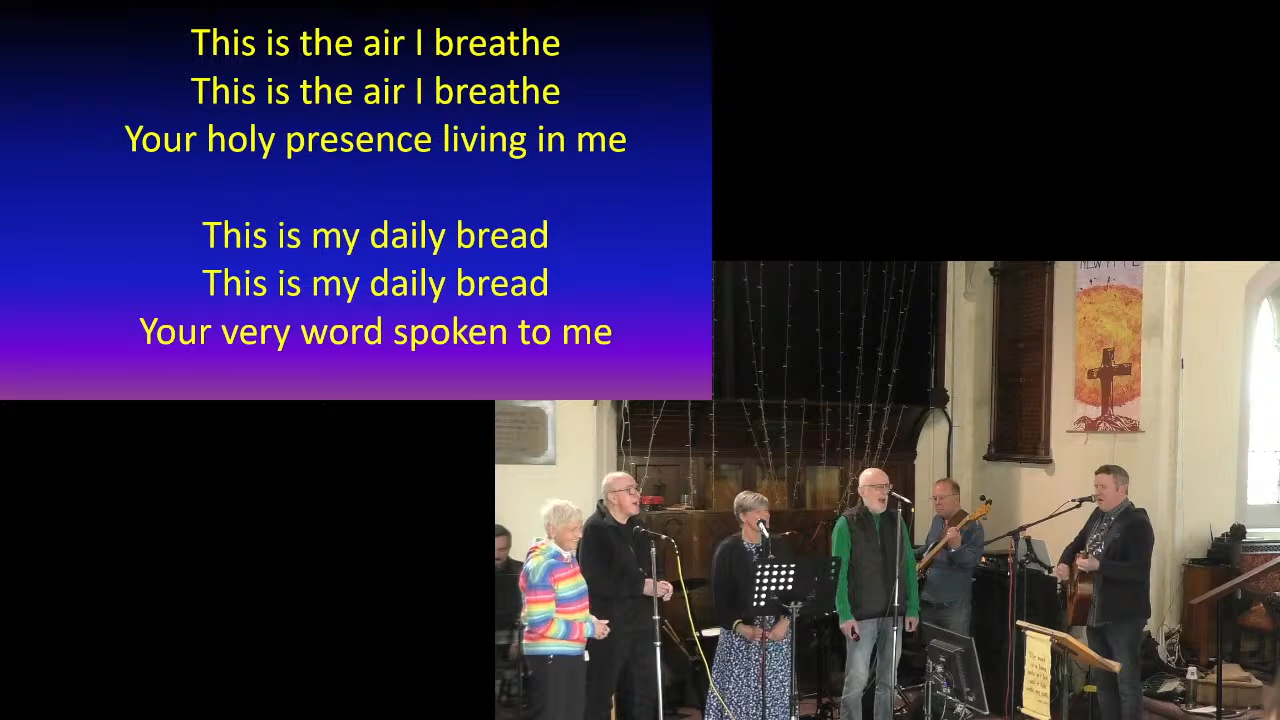 This is the air I breathe
This is the air I breathe
Your holy presence living in me
This is my daily bread
This is my daily bread
Your very word spoken to me